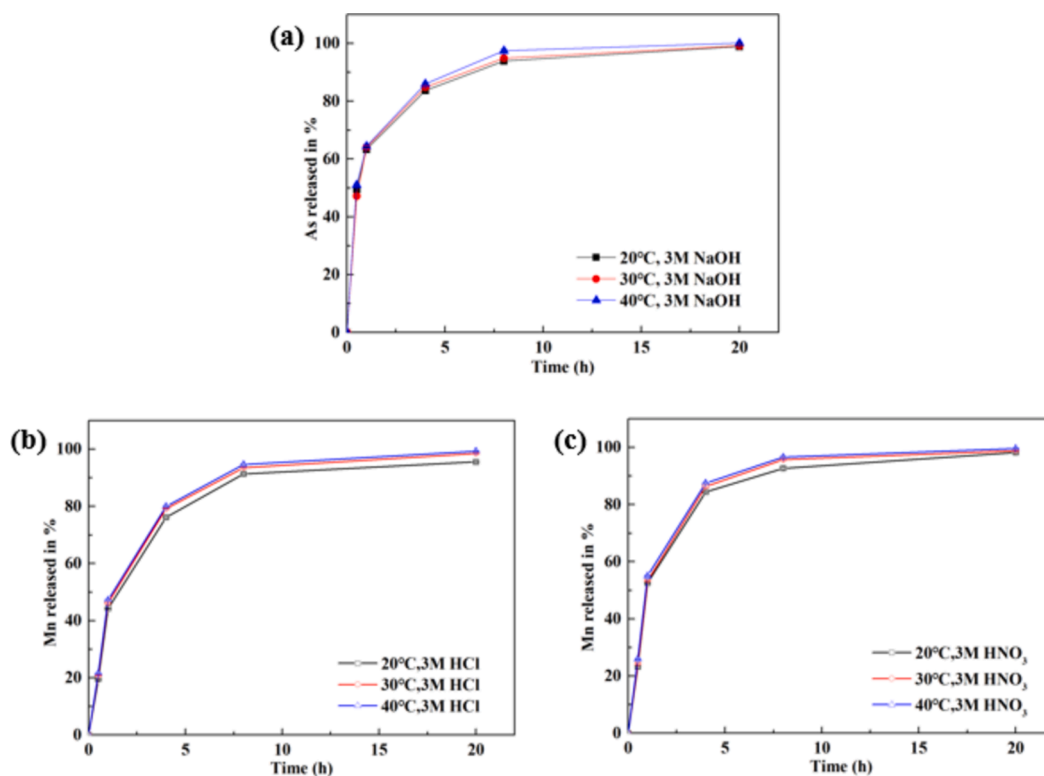 (a)
100
80
60
40
20
0
As released in %
20°C, 3M NaOH
30°C, 3M NaOH
40°C, 3M NaOH
0 5 10 15 20
Time (h)
(b)
100
80
60
40
20
0
Mn released in %
20°C,3M HCl
30°C,3M HCl
40°C,3M HCl
0 5 10 15 20
Time (h)
(c)
100
80
60
40
20
0
Mn released in %
20°C,3M HNO₃
30°C,3M HNO₃
40°C,3M HNO₃
0 5 10 15 20
Time (h)